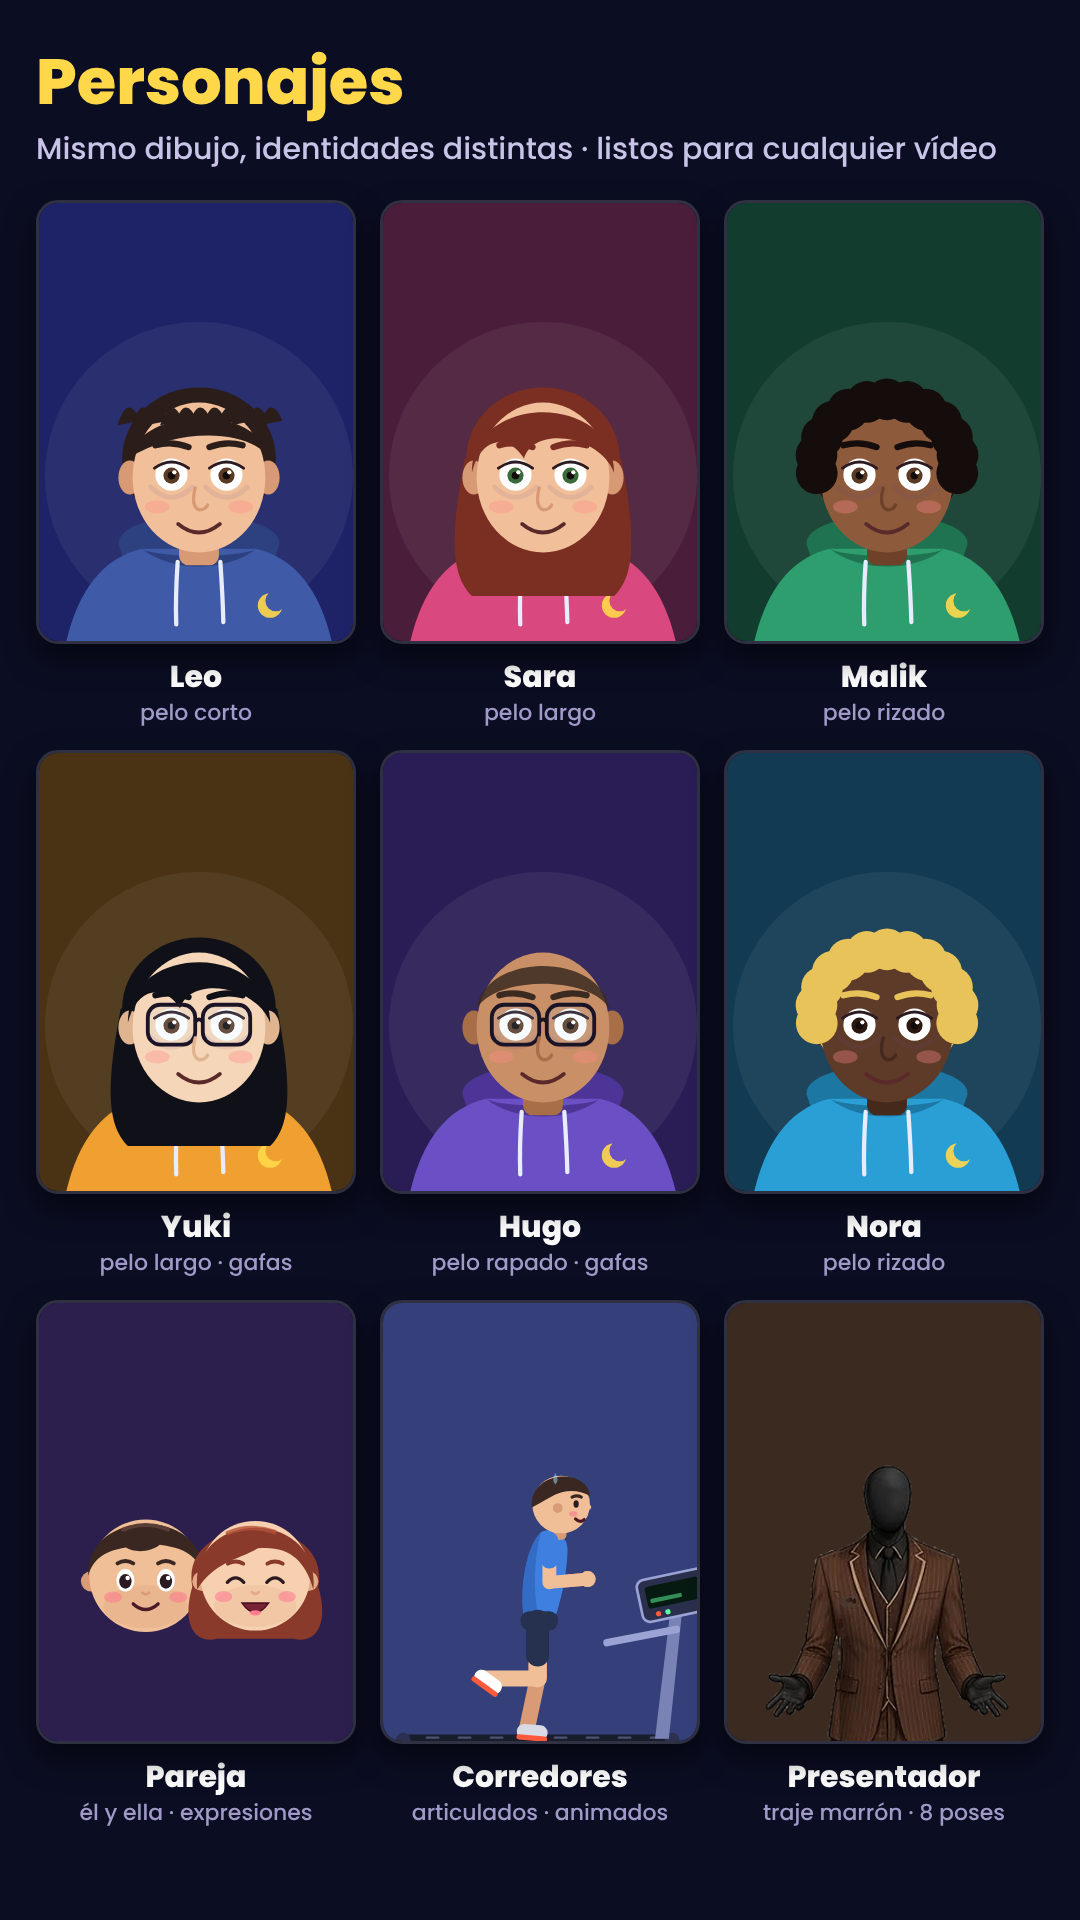 Personajes
Mismo dibujo, identidades distintas · listos para cualquier vídeo
Leo
pelo corto
Sara
pelo largo
Malik
pelo rizado
Yuki
pelo largo · gafas
Hugo
pelo rapado · gafas
Nora
pelo rizado
Pareja
él y ella · expresiones
Corredores
articulados · animados
Presentador
traje marrón · 8 poses